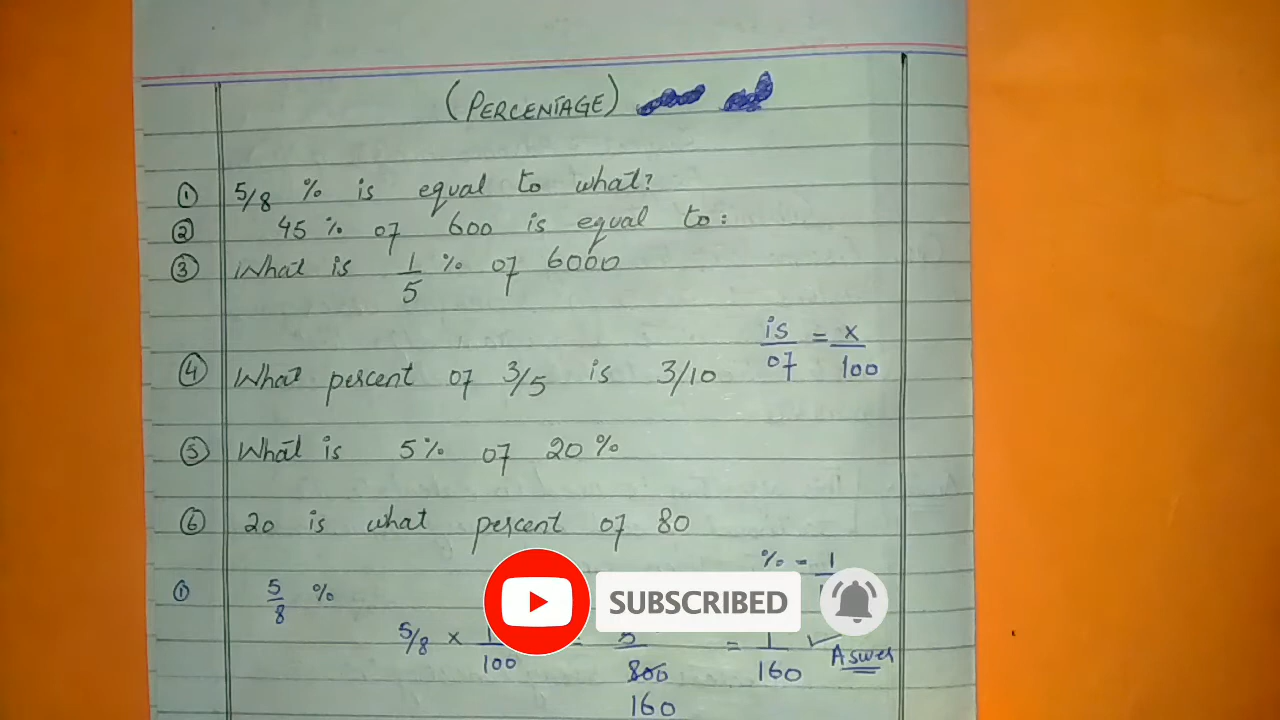 (PERCENTAGE)
① 5/8 % is equal to what?
② 45 % of 600 is equal to:
③ What is 1/5 % of 6000
is/of = x/100
④ What percent of 3/5 is 3/10
⑤ What is 5% of 20%
⑥ 20 is what percent of 80
% = 1
① 5/8 %
SUBSCRIBED
5/8 × 1/100 = 5/800 = 1/160 ✓ Aswer
160